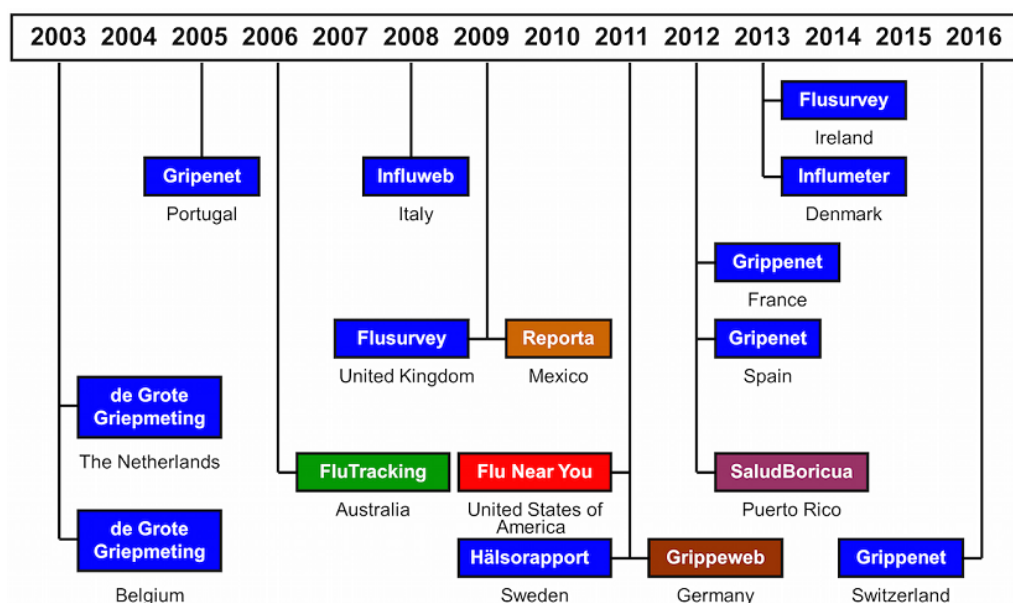 2003 2004 2005 2006 2007 2008 2009 2010 2011 2012 2013 2014 2015 2016
Flusurvey
Ireland
Gripenet
Portugal
Influweb
Italy
Influmeter
Denmark
Grippenet
France
Flusurvey
United Kingdom
Reporta
Mexico
Gripenet
Spain
de Grote
Griepmeting
The Netherlands
FluTracking
Australia
Flu Near You
United States of
America
SaludBoricua
Puerto Rico
de Grote
Griepmeting
Belgium
Hälsorapport
Sweden
Grippeweb
Germany
Grippenet
Switzerland